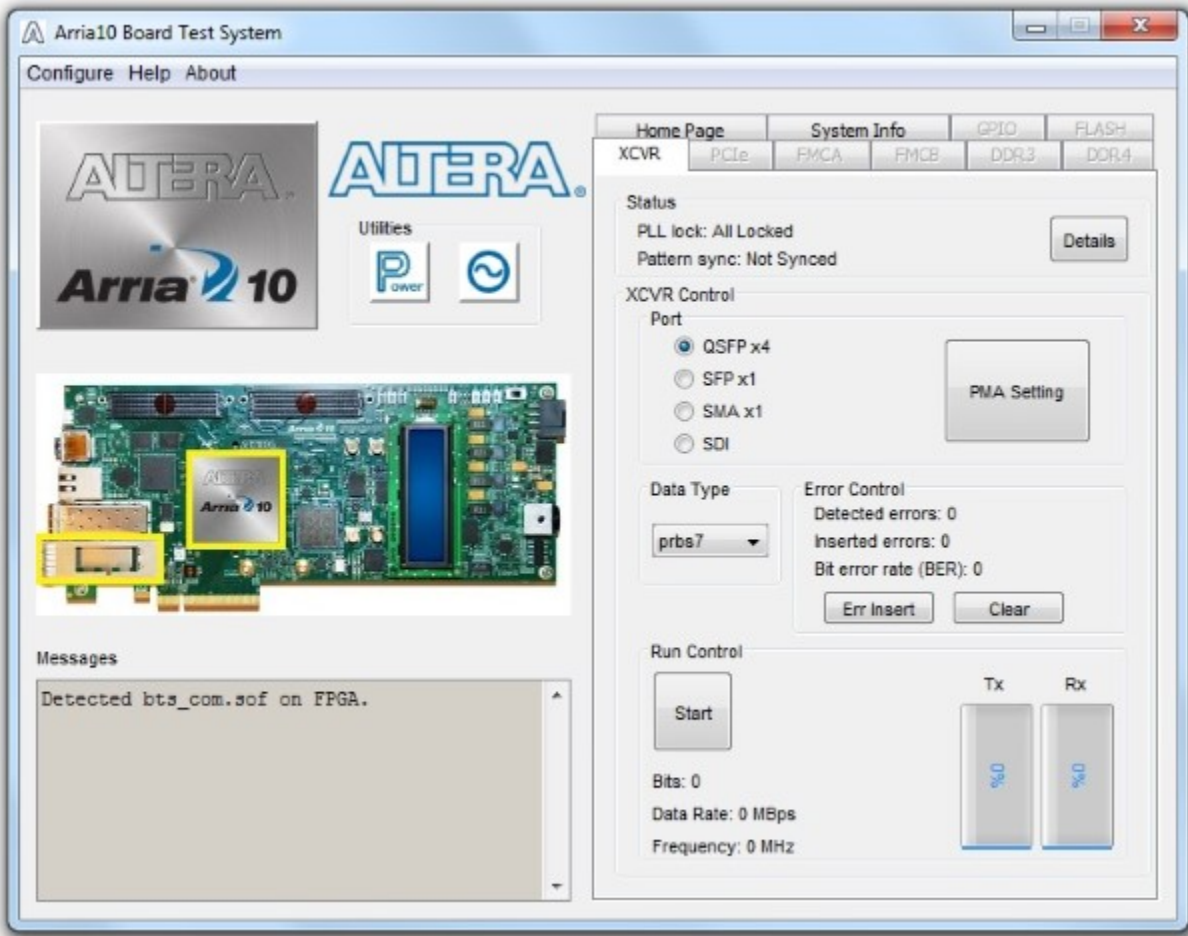 Arria10 Board Test System
Configure Help About
ALTERA
Arria 10
ALTERA
Utilities
Power
ALTERA
Arria 10
Messages
Detected bts_com.sof on FPGA.
Home Page System Info GPIO FLASH
XCVR PCIe FMCA FMCB DDR3 DDR4
Status
PLL lock: All Locked
Pattern sync: Not Synced
Details
XCVR Control
Port
QSFP x4
SFP x1
SMA x1
SDI
PMA Setting
Data Type
prbs7
Error Control
Detected errors: 0
Inserted errors: 0
Bit error rate (BER): 0
Err Insert Clear
Run Control
Start
Tx Rx
0% 0%
Bits: 0
Data Rate: 0 MBps
Frequency: 0 MHz